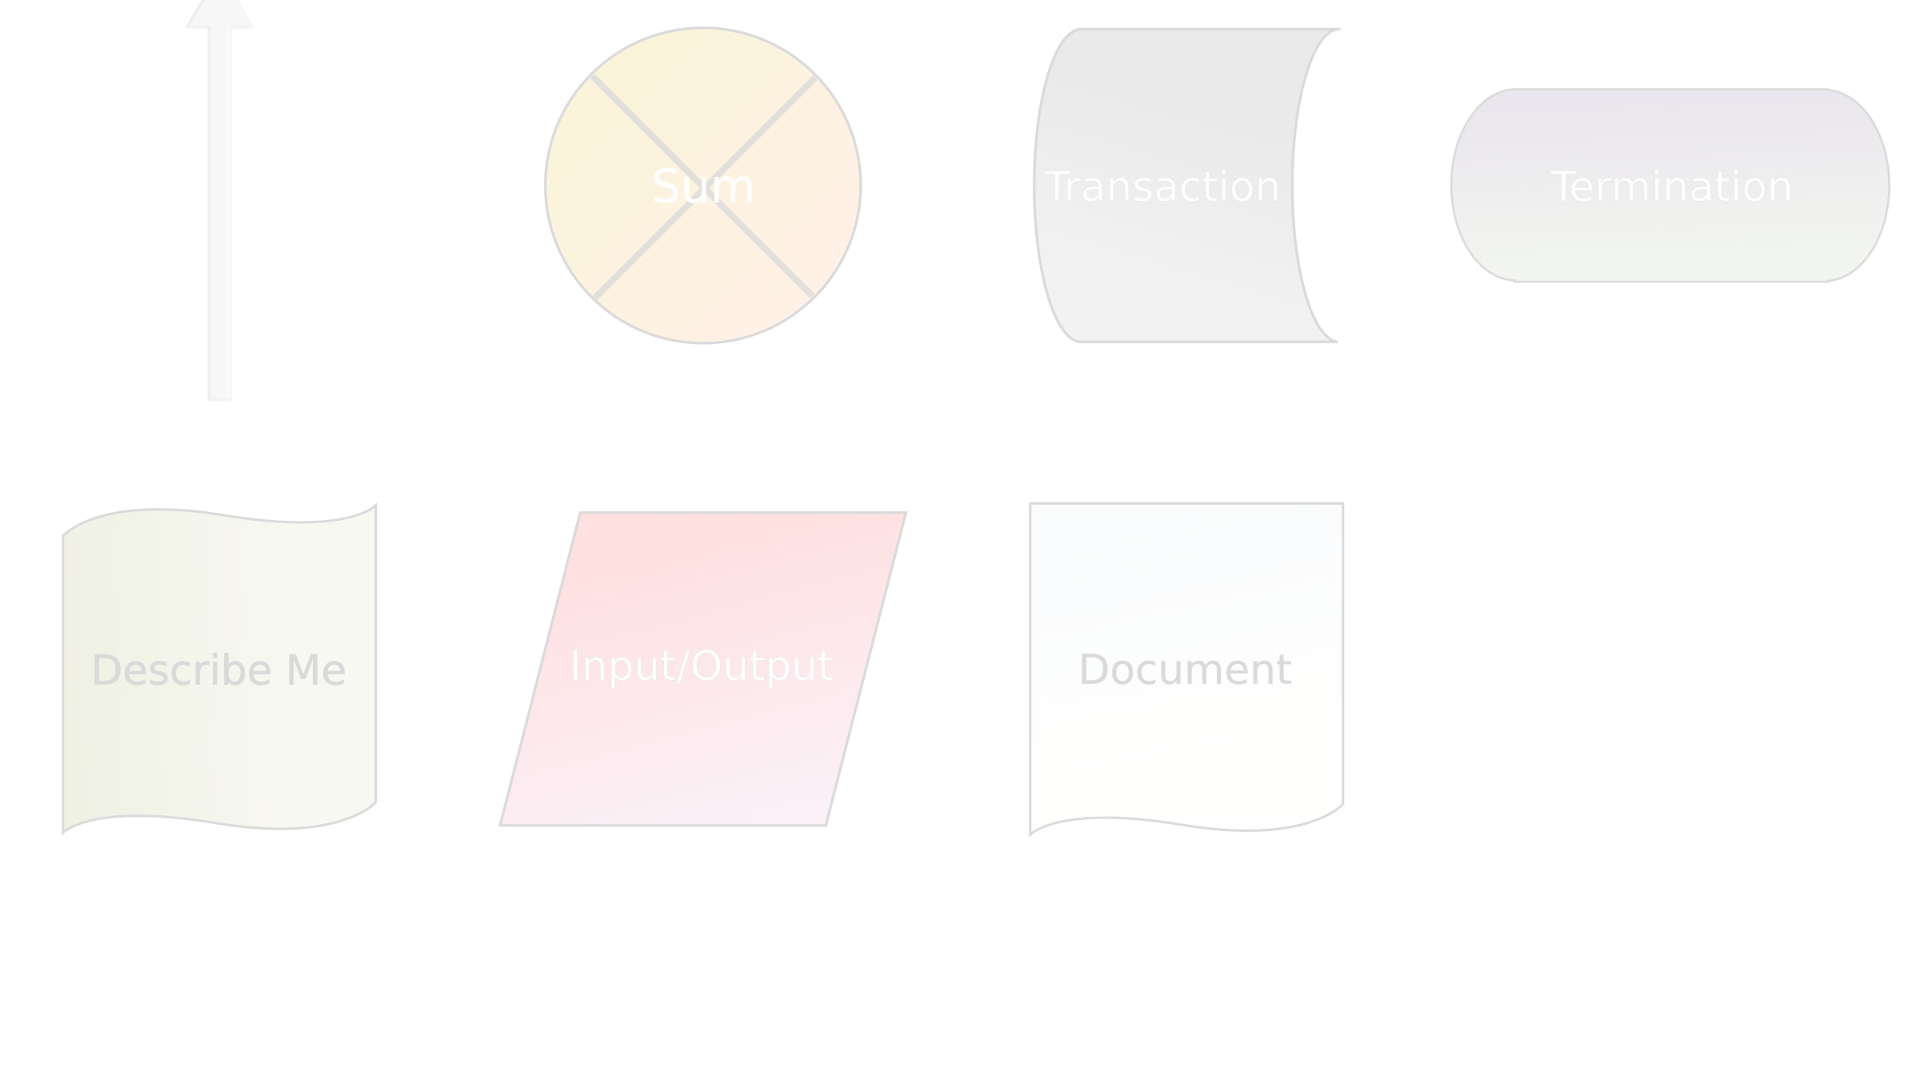 Sum
Transaction
Termination
Describe Me
Input/Output
Document